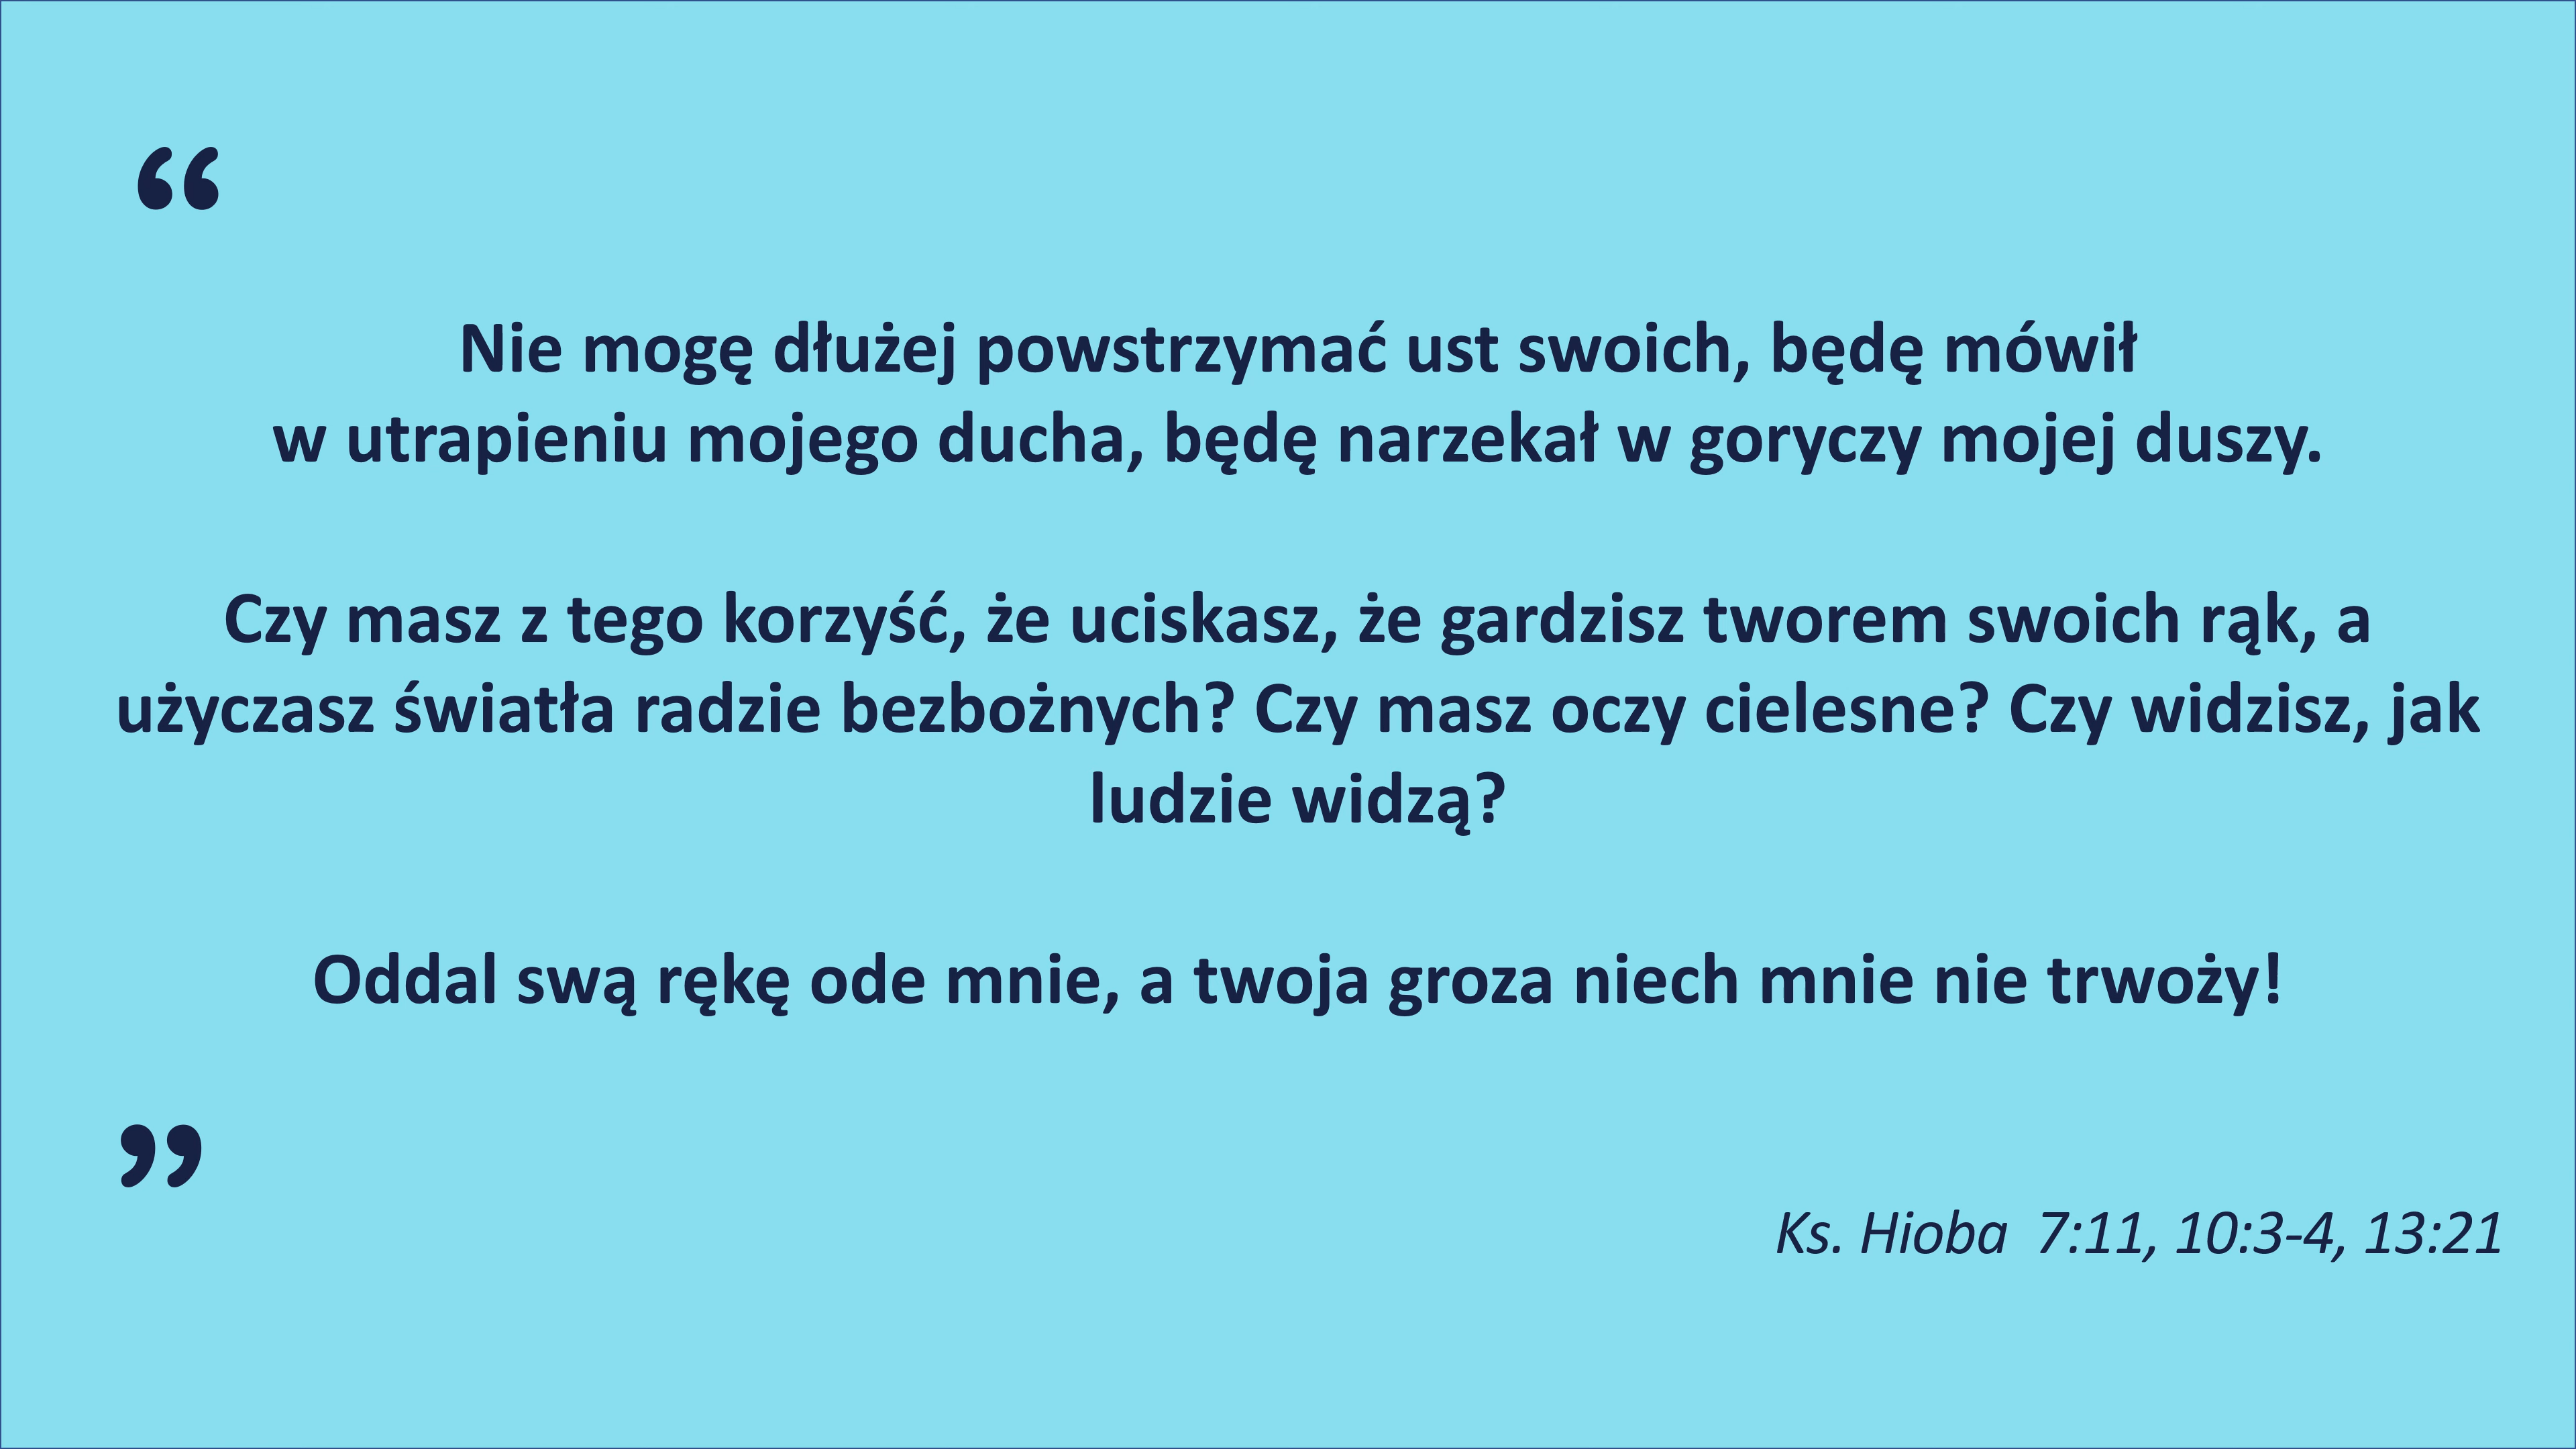 “
Nie mogę dłużej powstrzymać ust swoich, będę mówił
w utrapieniu mojego ducha, będę narzekał w goryczy mojej duszy.
Czy masz z tego korzyść, że uciskasz, że gardzisz tworem swoich rąk, a
użyczasz światła radzie bezbożnych? Czy masz oczy cielesne? Czy widzisz, jak
ludzie widzą?
Oddal swą rękę ode mnie, a twoja groza niech mnie nie trwoży!
”
Ks. Hioba  7:11, 10:3-4, 13:21